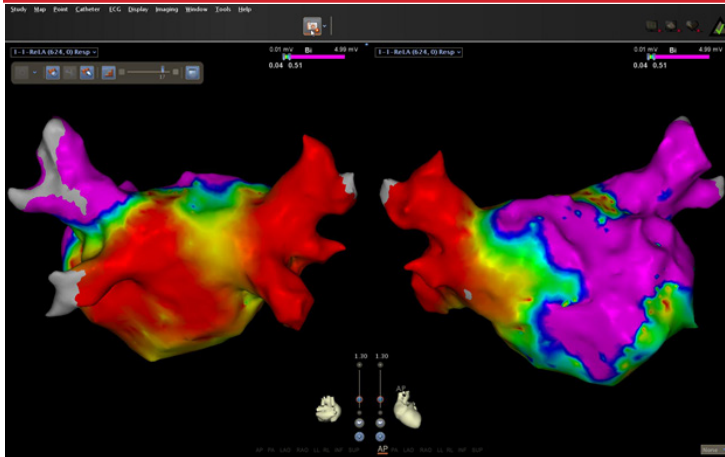 Study Map Point Catheter ECG Display Imaging Window Tools Help
1-1-ReLA (624, 0) Resp
0.01 mV Bi 4.99 mV
0.04 0.51
1-1-ReLA (624, 0) Resp
0.01 mV Bi 4.99 mV
0.04 0.51
1.30 1.30
AP
AP PA LAO RAO LL RL INF SUP
AP PA LAO RAO LL RL INF SUP
None